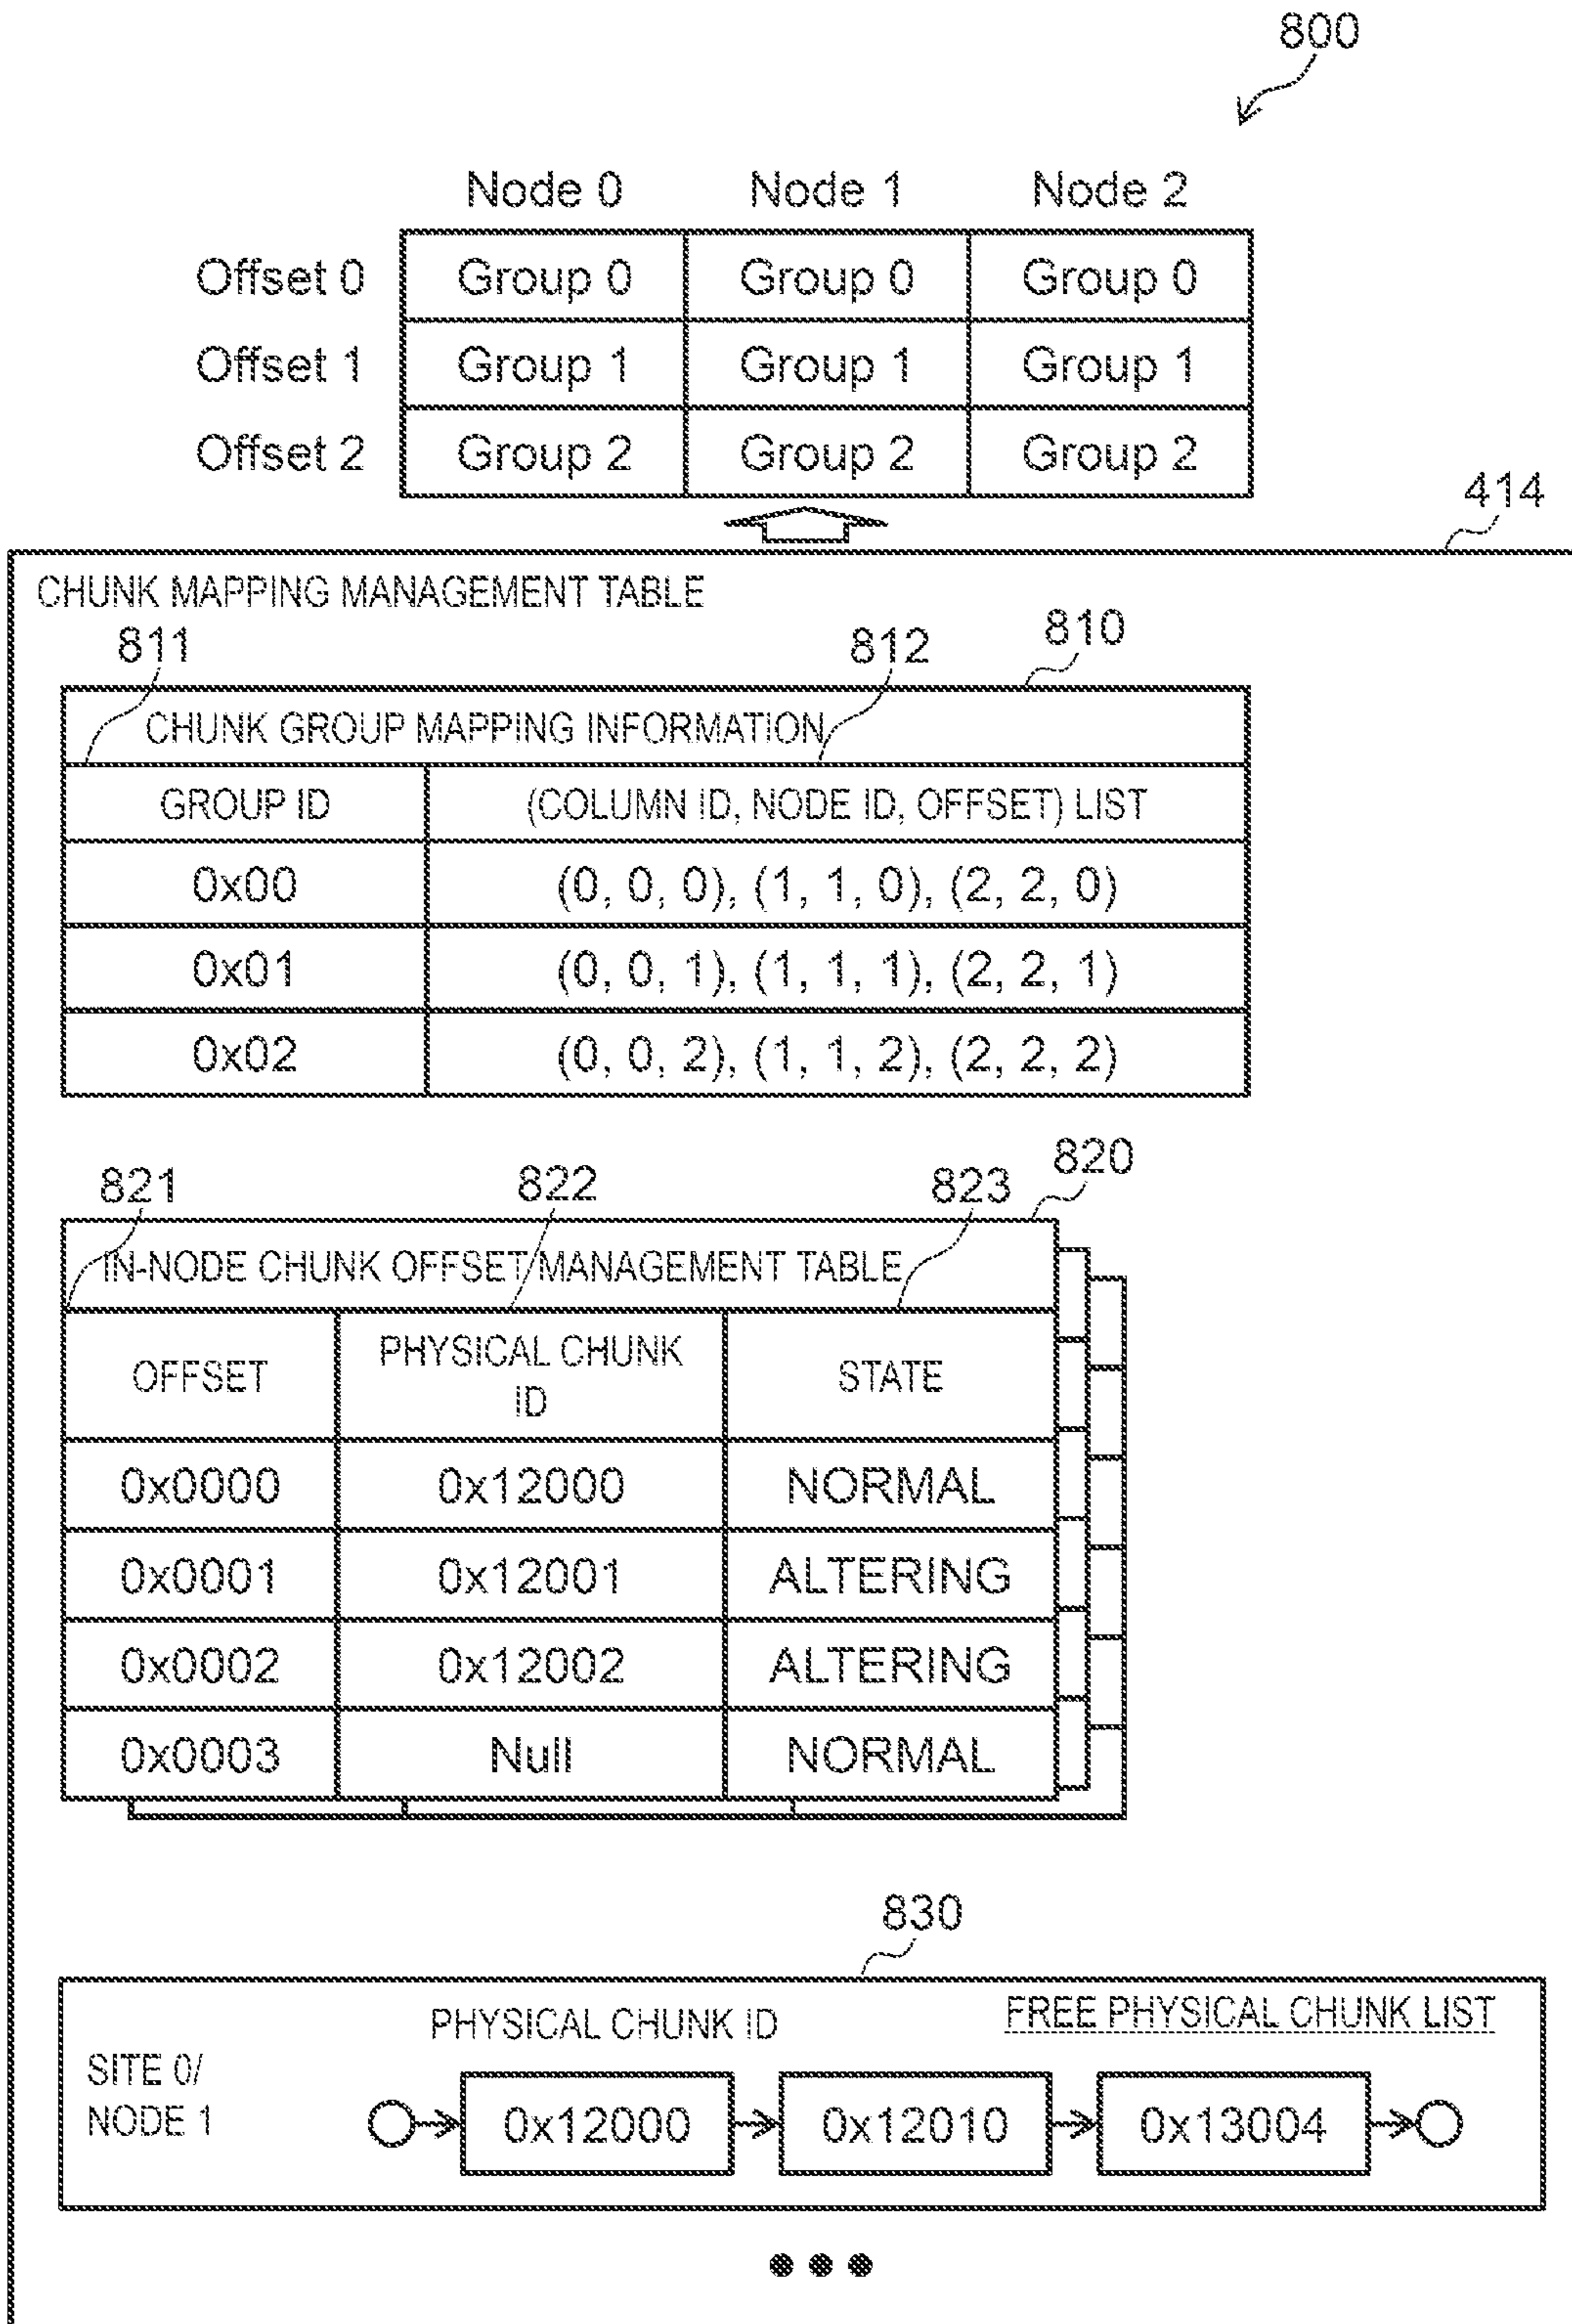 800
Node 0 Node 1 Node 2
Offset 0 Group 0 Group 0 Group 0
Offset 1 Group 1 Group 1 Group 1
Offset 2 Group 2 Group 2 Group 2
414
CHUNK MAPPING MANAGEMENT TABLE
811 812 810
CHUNK GROUP MAPPING INFORMATION
GROUP ID (COLUMN ID, NODE ID, OFFSET) LIST
0x00 (0, 0, 0), (1, 1, 0), (2, 2, 0)
0x01 (0, 0, 1), (1, 1, 1), (2, 2, 1)
0x02 (0, 0, 2), (1, 1, 2), (2, 2, 2)
821 822 823 820
IN-NODE CHUNK OFFSET MANAGEMENT TABLE
OFFSET PHYSICAL CHUNK STATE
ID
0x0000 0x12000 NORMAL
0x0001 0x12001 ALTERING
0x0002 0x12002 ALTERING
0x0003 Null NORMAL
830
PHYSICAL CHUNK ID FREE PHYSICAL CHUNK LIST
SITE 0/
NODE 1 0x12000 0x12010 0x13004